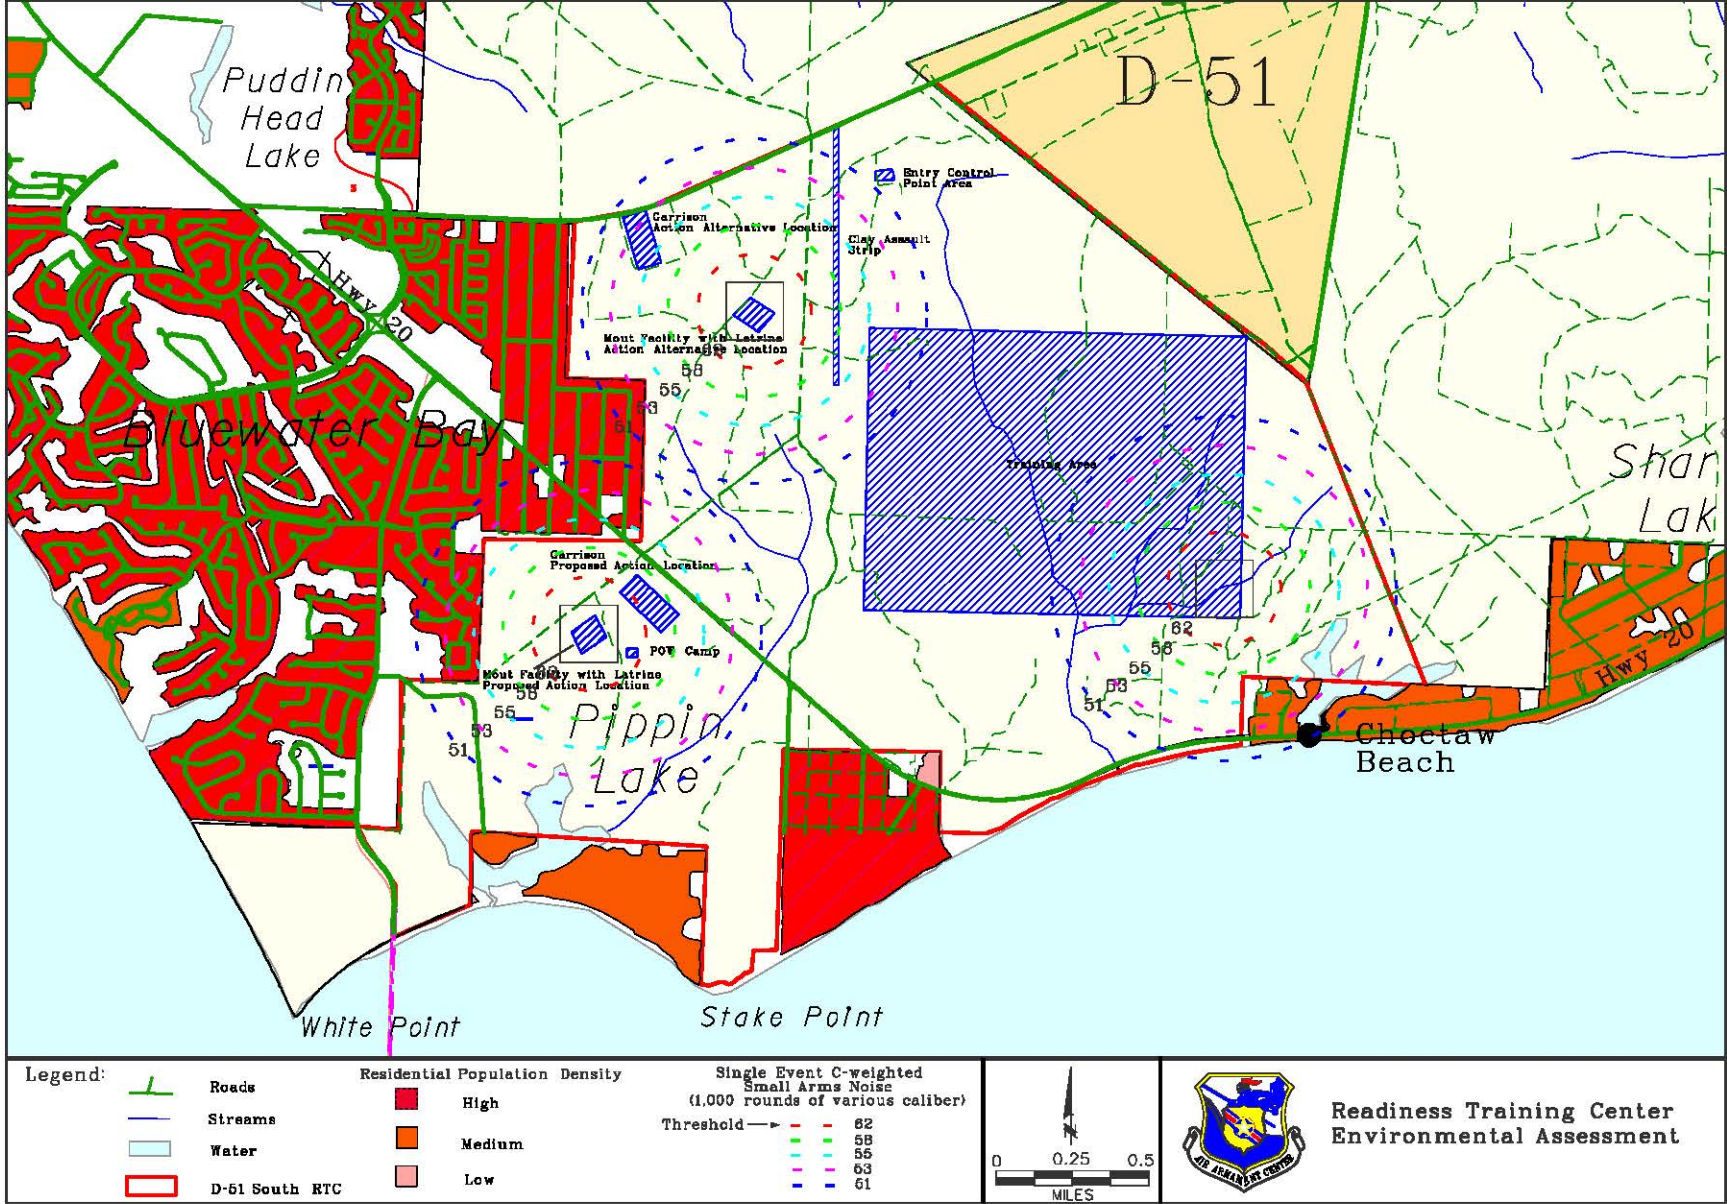 D-51
Puddin
Head
Lake
s
Entry Control
Point Area
Garrison
Action Alternative Location
Clay Assault
Strip
Hwy 20
Mout Facility with Latrine
Action Alternative Location
58
55
53
51
Bluewater Bay
Training Area
Shar
Lak
Garrison
Proposed Action Location
POW Camp
Mout Facility with Latrine
Proposed Action Location
58
55
53
51
62
58
55
53
51
Hwy 20
Pippin
Lake
Choctaw
Beach
White Point
Stake Point
Legend:
Roads
Streams
Water
D-51 South RTC
Residential Population Density
High
Medium
Low
Single Event C-weighted
Small Arms Noise
(1,000 rounds of various caliber)
Threshold
62
58
55
53
51
0 0.25 0.5
MILES
AIR ARMAMENT CENTER
Readiness Training Center
Environmental Assessment